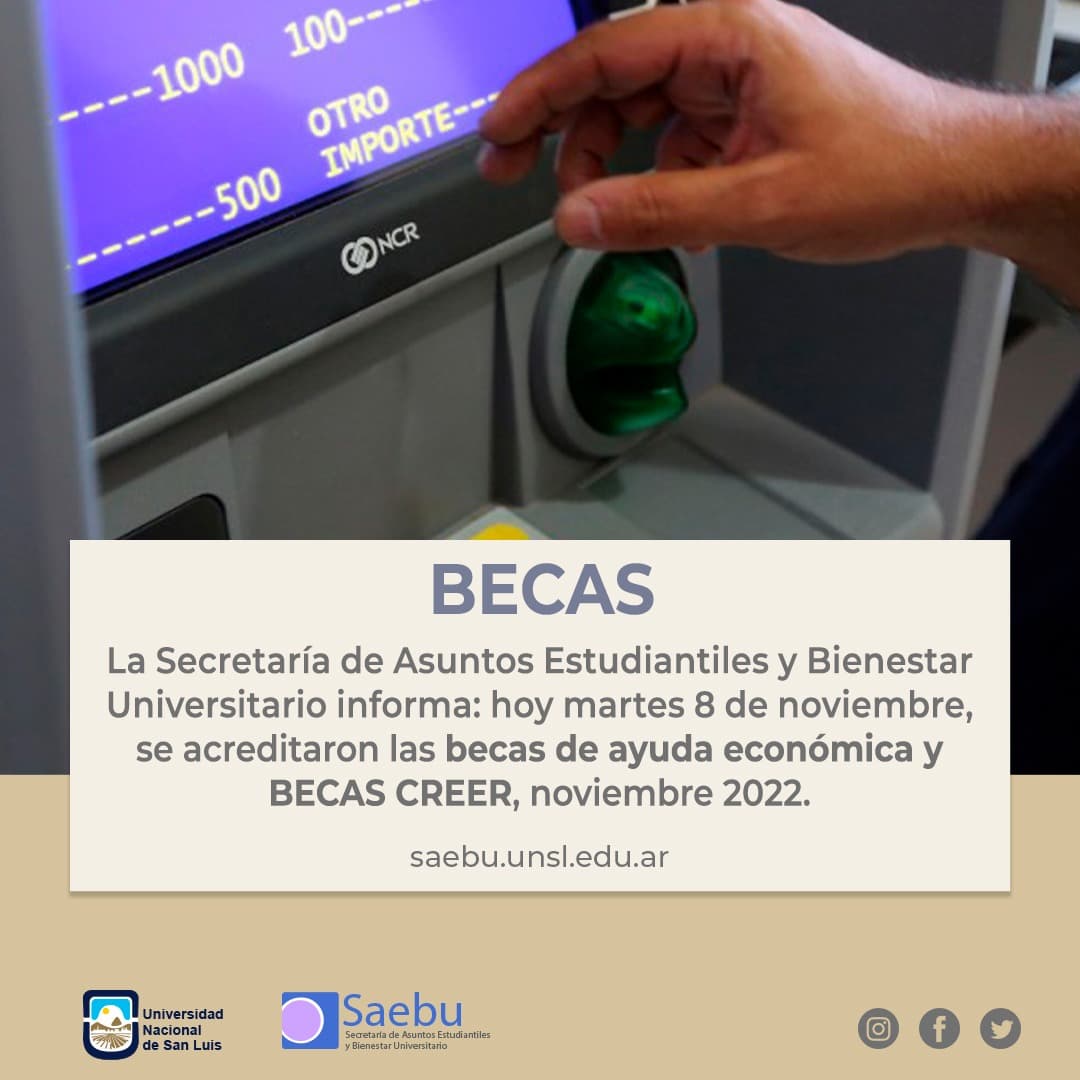 100----
----1000
OTRO
IMPORTE---
------500
NCR
BECAS
La Secretaría de Asuntos Estudiantiles y Bienestar
Universitario informa: hoy martes 8 de noviembre,
se acreditaron las becas de ayuda económica y
BECAS CREER, noviembre 2022.
saebu.unsl.edu.ar
Universidad
Nacional
de San Luis
Saebu
Secretaría de Asuntos Estudiantiles
y Bienestar Universitario